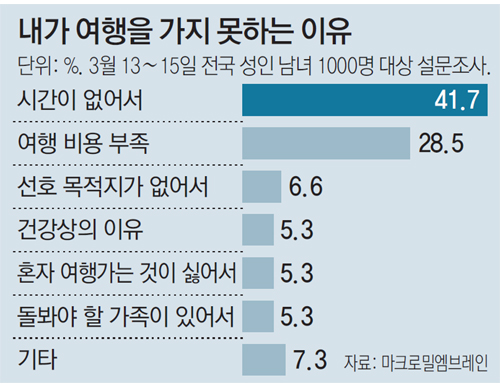 내가 여행을 가지 못하는 이유
단위: %. 3월 13~15일 전국 성인 남녀 1000명 대상 설문조사.
시간이 없어서 41.7
여행 비용 부족 28.5
선호 목적지가 없어서 6.6
건강상의 이유 5.3
혼자 여행가는 것이 싫어서 5.3
돌봐야 할 가족이 있어서 5.3
기타 7.3 자료: 마크로밀엠브레인